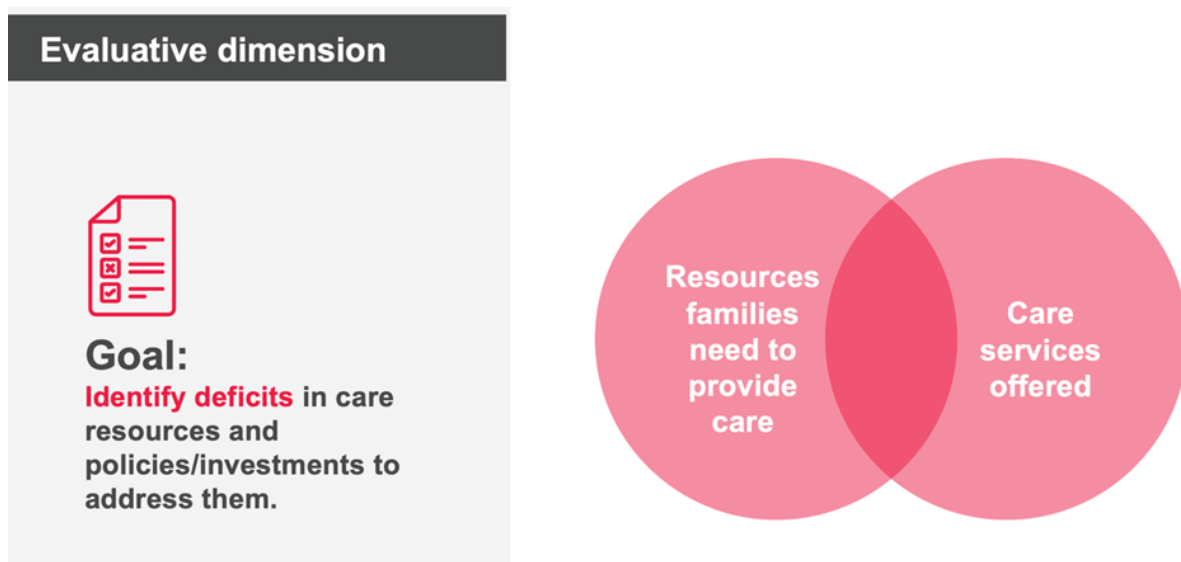 Evaluative dimension
Goal:
Identify deficits in care
resources and
policies/investments to
address them.
Resources
families
need to
provide
care
Care
services
offered